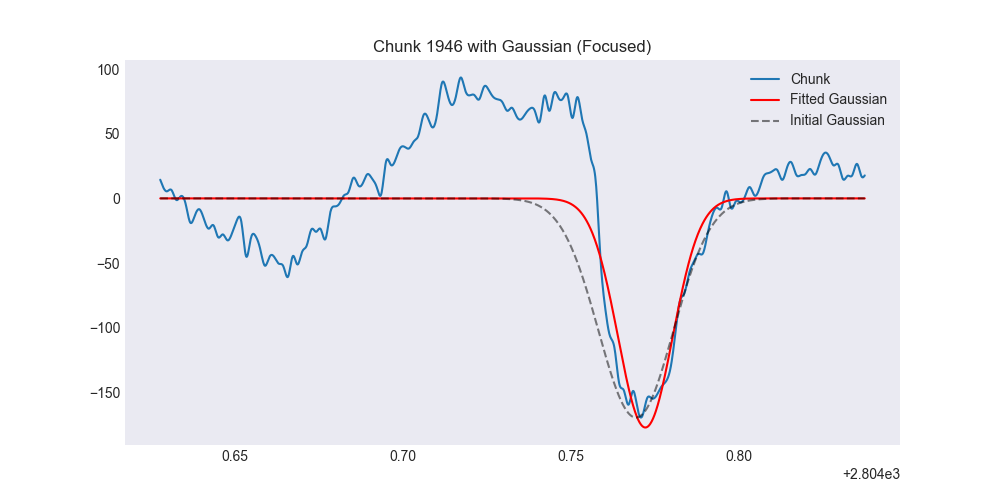 Chunk 1946 with Gaussian (Focused)
100
50
0
−50
−100
−150
Chunk
Fitted Gaussian
Initial Gaussian
0.65 0.70 0.75 0.80
+2.804e3